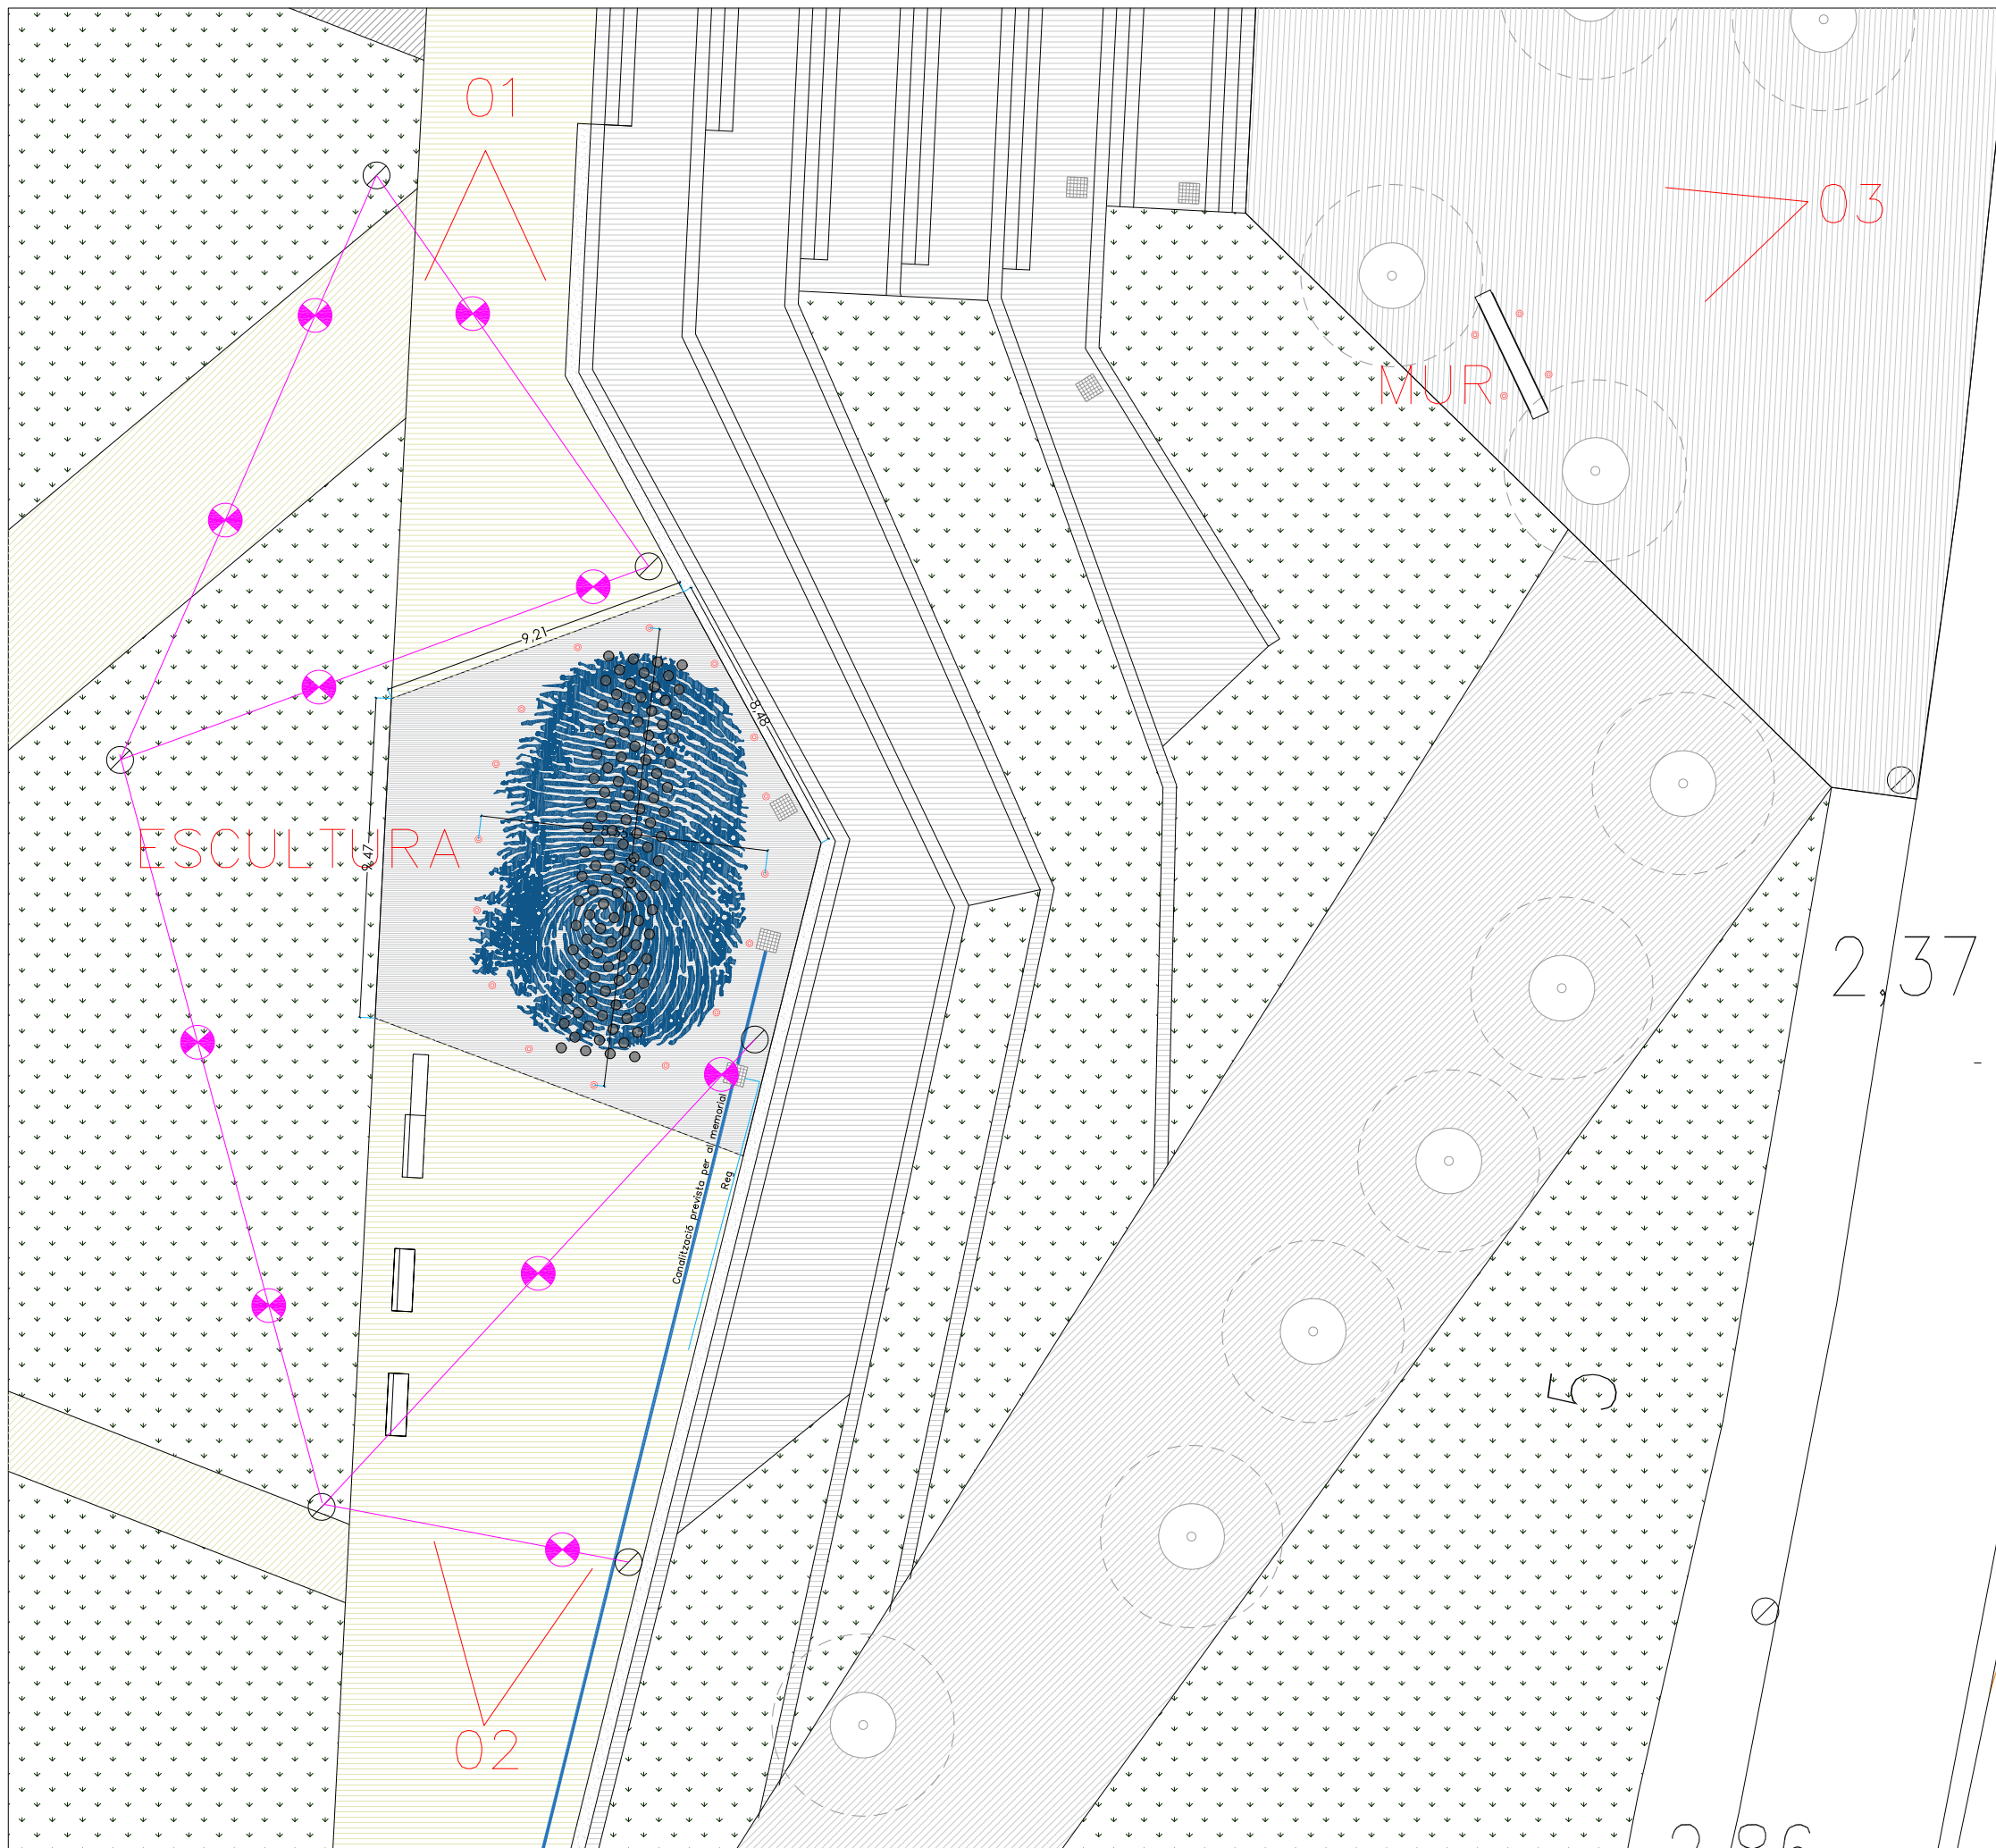 01
03
MUR
9,21
8,48
ESCULTURA
9,47
2,37
Canalització prevista per al memorial
Reg
5
02